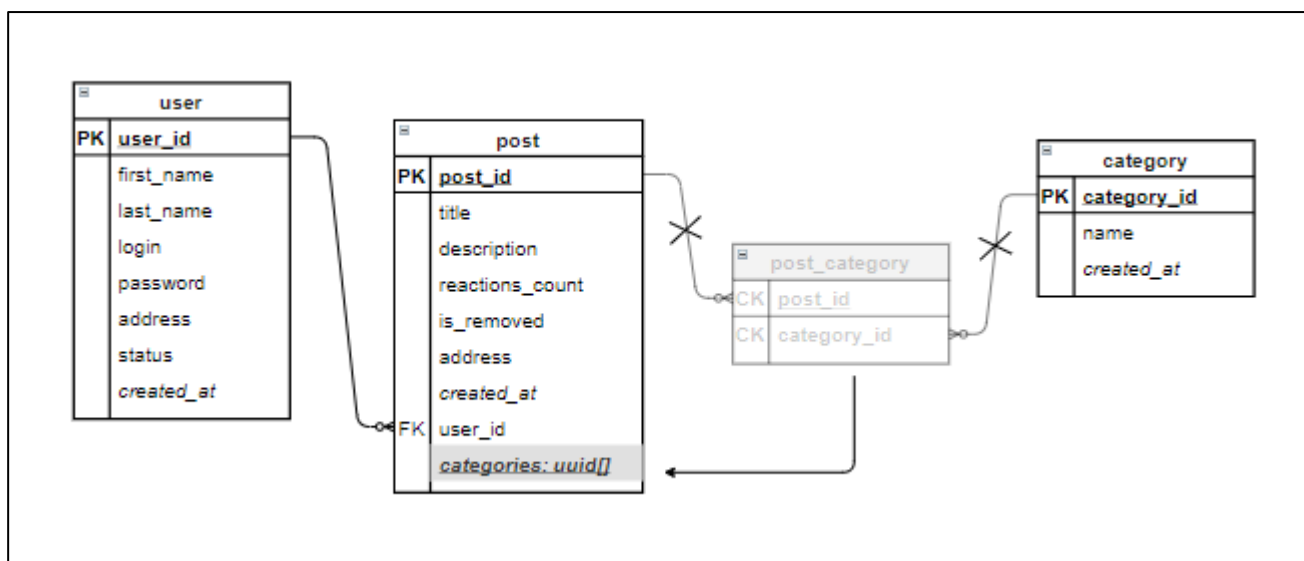 user
PK user_id
first_name
last_name
login
password
address
status
created_at
post
PK post_id
title
description
reactions_count
is_removed
address
created_at
FK user_id
categories: uuid[]
post_category
CK post_id
CK category_id
category
PK category_id
name
created_at